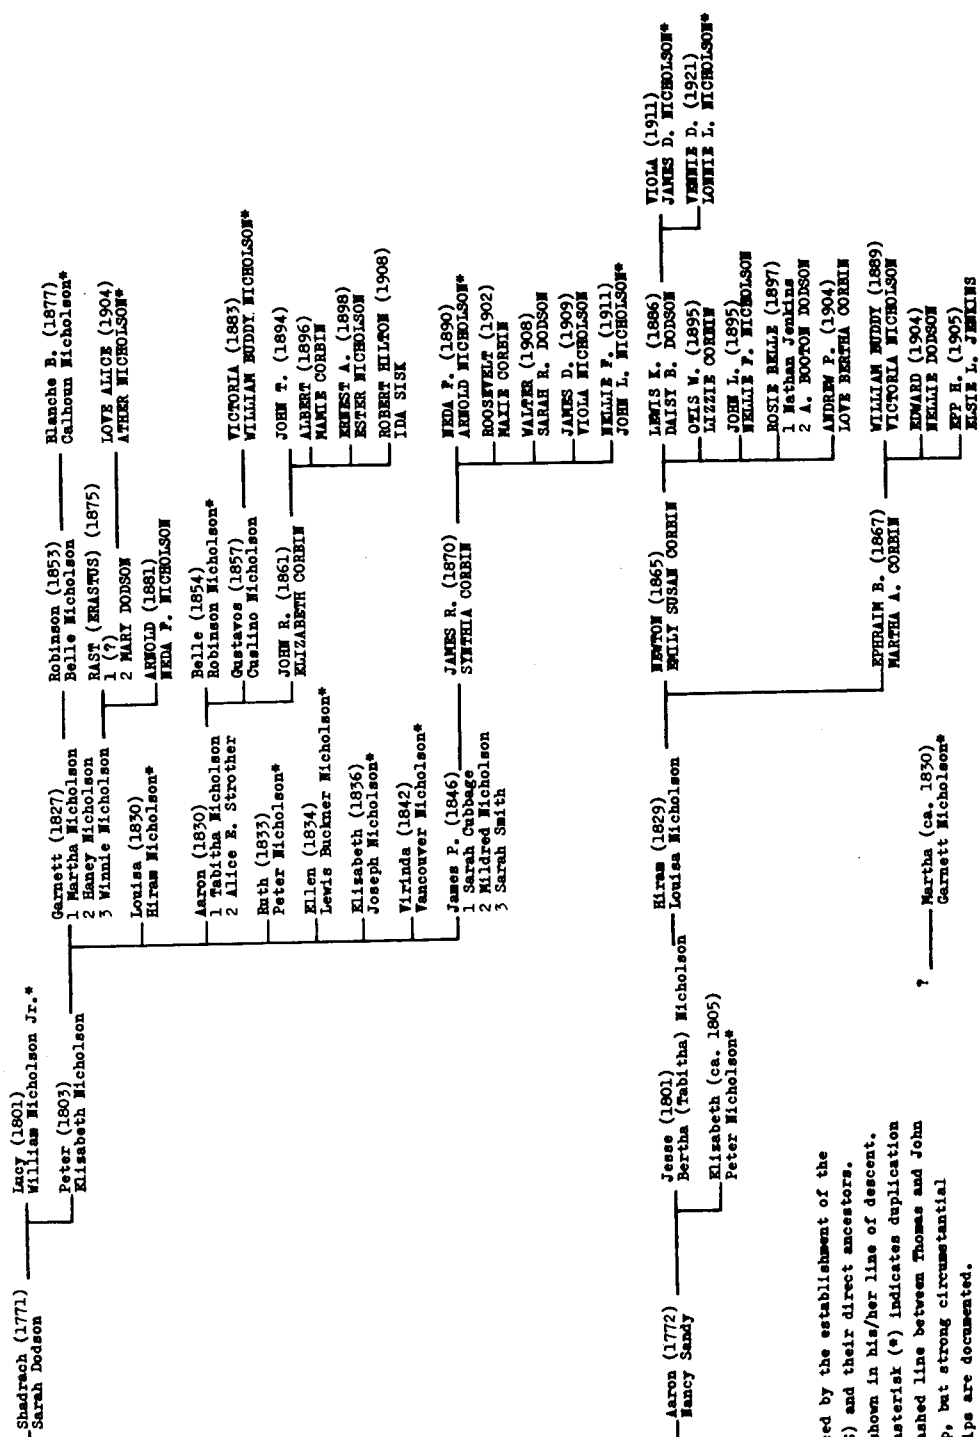 Shadrach (1771)
Sarah Dodson
Lucy (1801)
William Nicholson Jr.*
Peter (1803)
Elizabeth Nicholson
Garnett (1827)
1 Martha Nicholson
2 Haney Nicholson
3 Winnie Nicholson
Robinson (1853)
Belle Nicholson
Blanche B. (1877)
Calhoun Nicholson*
RAST (ERASTUS) (1875)
1 (?)
2 MARY DODSON
LOVE ALICE (1904)
ATHER NICHOLSON*
ARNOLD (1881)
NEDA P. NICHOLSON
Louisa (1830)
Hiram Nicholson*
Aaron (1830)
1 Tabitha Nicholson
2 Alice E. Strother
Belle (1854)
Robinson Nicholson*
Gustavos (1857)
Cuslino Nicholson
VICTORIA (1883)
WILLIAM BUDDY NICHOLSON*
JOHN R. (1861)
ELIZABETH CORBIN
JOHN T. (1894)
ALBERT (1896)
MAMIE CORBIN
ERNEST A. (1898)
ESTER NICHOLSON
ROBERT HILTON (1908)
IDA SISK
Ruth (1833)
Peter Nicholson*
Ellen (1834)
Lewis Buckner Nicholson*
Elizabeth (1836)
Joseph Nicholson*
Virinda (1842)
Vancouver Nicholson*
James P. (1846)
1 Sarah Cubbage
2 Mildred Nicholson
3 Sarah Smith
JAMES R. (1870)
SYNTHIA CORBIN
NEDA P. (1890)
ARNOLD NICHOLSON*
ROOSEVELT (1902)
MAXIE CORBIN
WALTER (1908)
SARAH R. DODSON
JAMES D. (1909)
VIOLA NICHOLSON
NELLIE F. (1911)
JOHN L. NICHOLSON*
Aaron (1772)
Nancy Sandy
Jesse (1801)
Bertha (Tabitha) Nicholson
Elizabeth (ca. 1805)
Peter Nicholson*
Hiram (1829)
Louisa Nicholson
NEWTON (1865)
EMILY SUSAN CORBIN
LEWIS K. (1886)
DAISY B. DODSON
VIOLA (1911)
JAMES D. NICHOLSON*
VENNIE D. (1921)
LONNIE L. NICHOLSON*
OTIS W. (1895)
LIZZIE CORBIN
JOHN L. (1895)
NELLIE F. NICHOLSON
ROSIE BELLE (1897)
1 Nathan Jenkins
2 A. BOOTON DODSON
ANDREW P. (1904)
LOVE BERTHA CORBIN
EPHRAIM B. (1867)
MARTHA A. CORBIN
WILLIAM BUDDY (1889)
VICTORIA NICHOLSON
EDWARD (1904)
NELLIE DODSON
EPP H. (1905)
ELSIE L. JENKINS
?
Martha (ca. 1830)
Garnett Nicholson*
ed by the establishment of the
) and their direct ancestors.
hown in his/her line of descent.
sterisk (*) indicates duplication
ashed line between Thomas and John
p, but strong circumstantial
ips are documented.